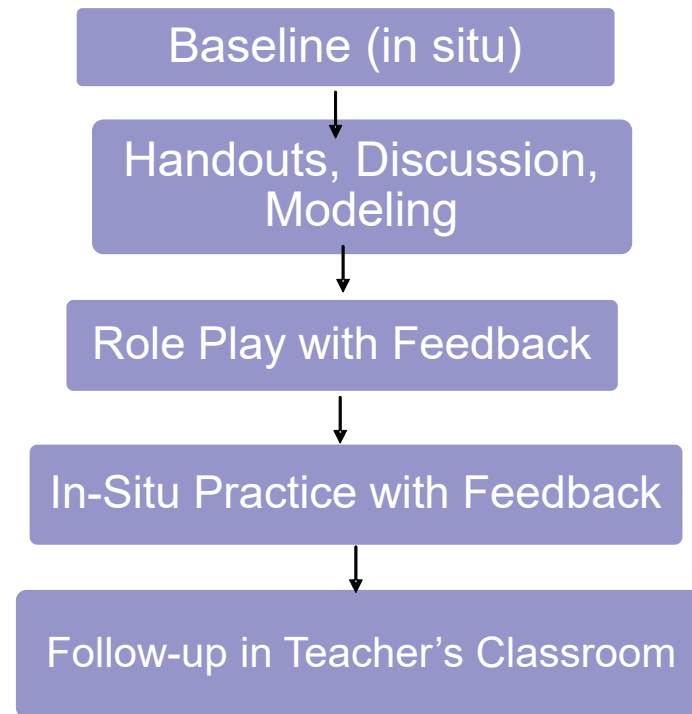 Baseline (in situ)
Handouts, Discussion,
Modeling
Role Play with Feedback
In-Situ Practice with Feedback
Follow-up in Teacher’s Classroom